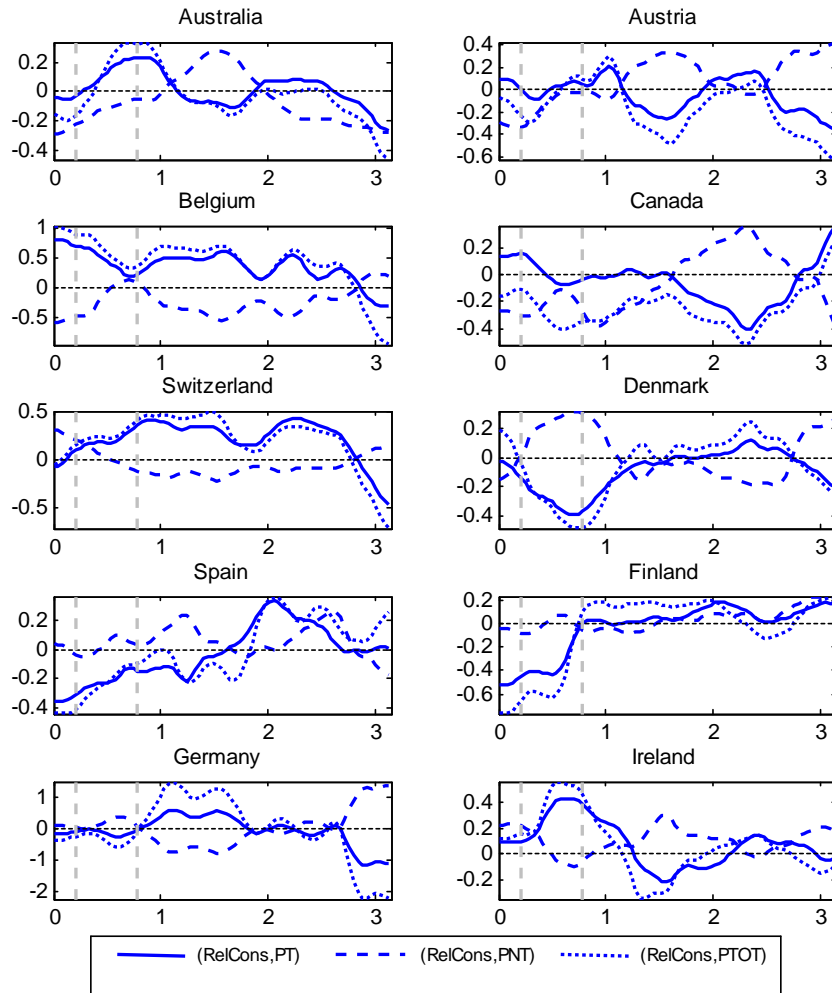 Australia
Austria
0.2
0
-0.2
-0.4
0 1 2 3
0.4
0.2
0
-0.2
-0.4
-0.6
0 1 2 3
Belgium
Canada
1
0.5
0
-0.5
0 1 2 3
0.2
0
-0.2
-0.4
0 1 2 3
Switzerland
Denmark
0.5
0
-0.5
0 1 2 3
0.2
0
-0.2
-0.4
0 1 2 3
Spain
Finland
0.2
0
-0.2
-0.4
0 1 2 3
0.2
0
-0.2
-0.4
-0.6
0 1 2 3
Germany
Ireland
1
0
-1
-2
0 1 2 3
0.4
0.2
0
-0.2
0 1 2 3
(RelCons,PT) (RelCons,PNT) (RelCons,PTOT)